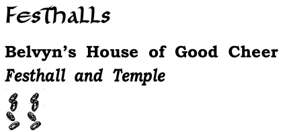 Festhalls
Belvyn's House of Good Cheer
Festhall and Temple